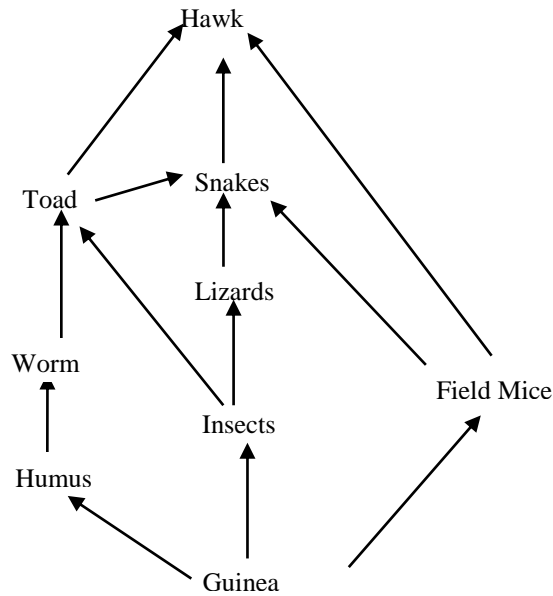 Hawk
Snakes
Toad
Lizards
Worm
Field Mice
Insects
Humus
Guinea